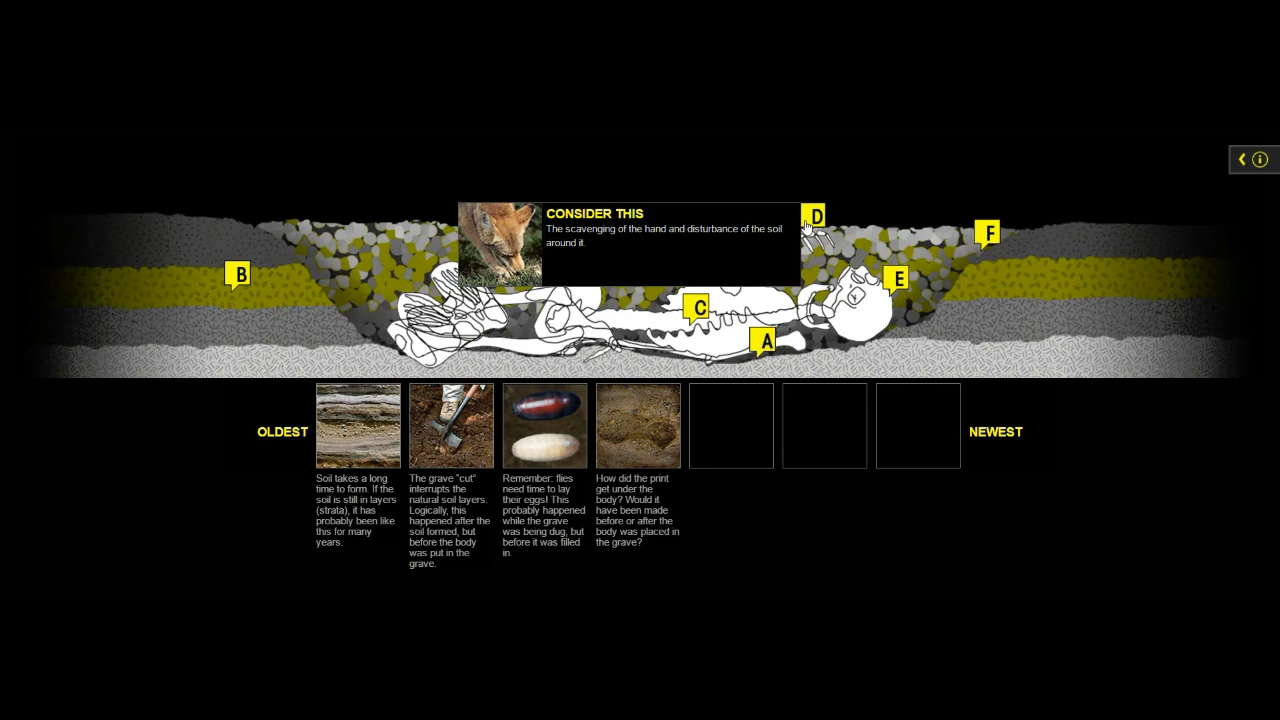 CONSIDER THIS
The scavenging of the hand and disturbance of the soil
around it.
D
F
B
E
C
A
OLDEST
NEWEST
Soil takes a long
time to form. If the
soil is still in layers
(strata), it has
probably been like
this for many
years.
The grave "cut"
interrupts the
natural soil layers.
Logically, this
happened after the
soil formed, but
before the body
was put in the
grave.
Remember: flies
need time to lay
their eggs! This
probably happened
while the grave
was being dug, but
before it was filled
in.
How did the print
get under the
body? Would it
have been made
before or after the
body was placed in
the grave?